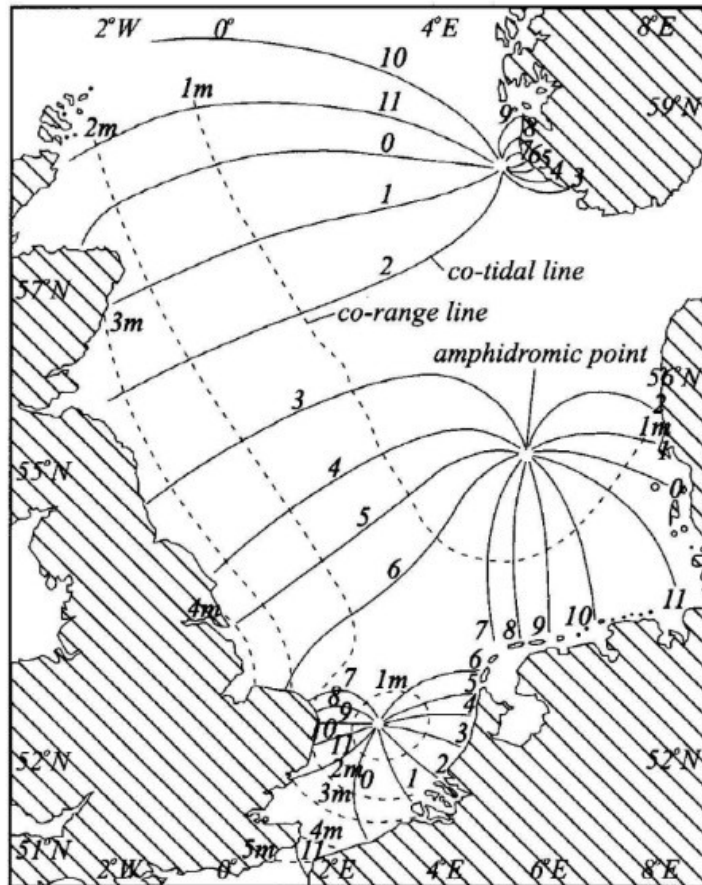 2°W 0° 4°E 8°E
10
1m
11
2m
9
8
59°N
0
7 6 5 4 3
1
2
co-tidal line
57°N
3m
co-range line
amphidromic point
56°N
3
2
1m
55°N
4
1
0
5
6
4m
7 8 9 10 11
6
7 1m
8
5
9
4
10
3
11
52°N 2m 0 1 2 52°N
3m
4m
51°N 5m 11
2°W 0° 2°E 4°E 6°E 8°E